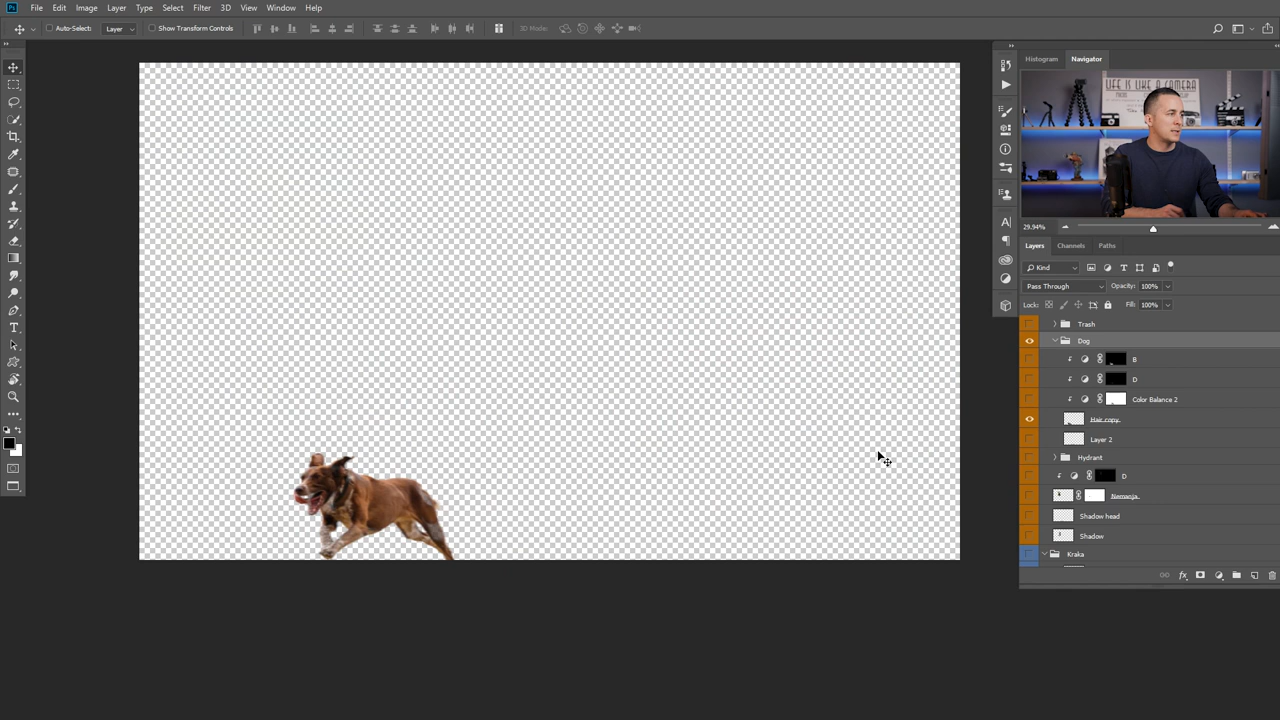 Ps File Edit Image Layer Type Select Filter 3D View Window Help
Auto-Select: Layer Show Transform Controls 3D Mode:
Histogram Navigator
LIFE IS LIKE A CAMERA
29.94%
Layers Channels Paths
Kind
Pass Through Opacity: 100%
Lock: Fill: 100%
Trash
Dog
B
D
Color Balance 2
Hair copy
Layer 2
Hydrant
D
Nemanja
Shadow head
Shadow
Kraka